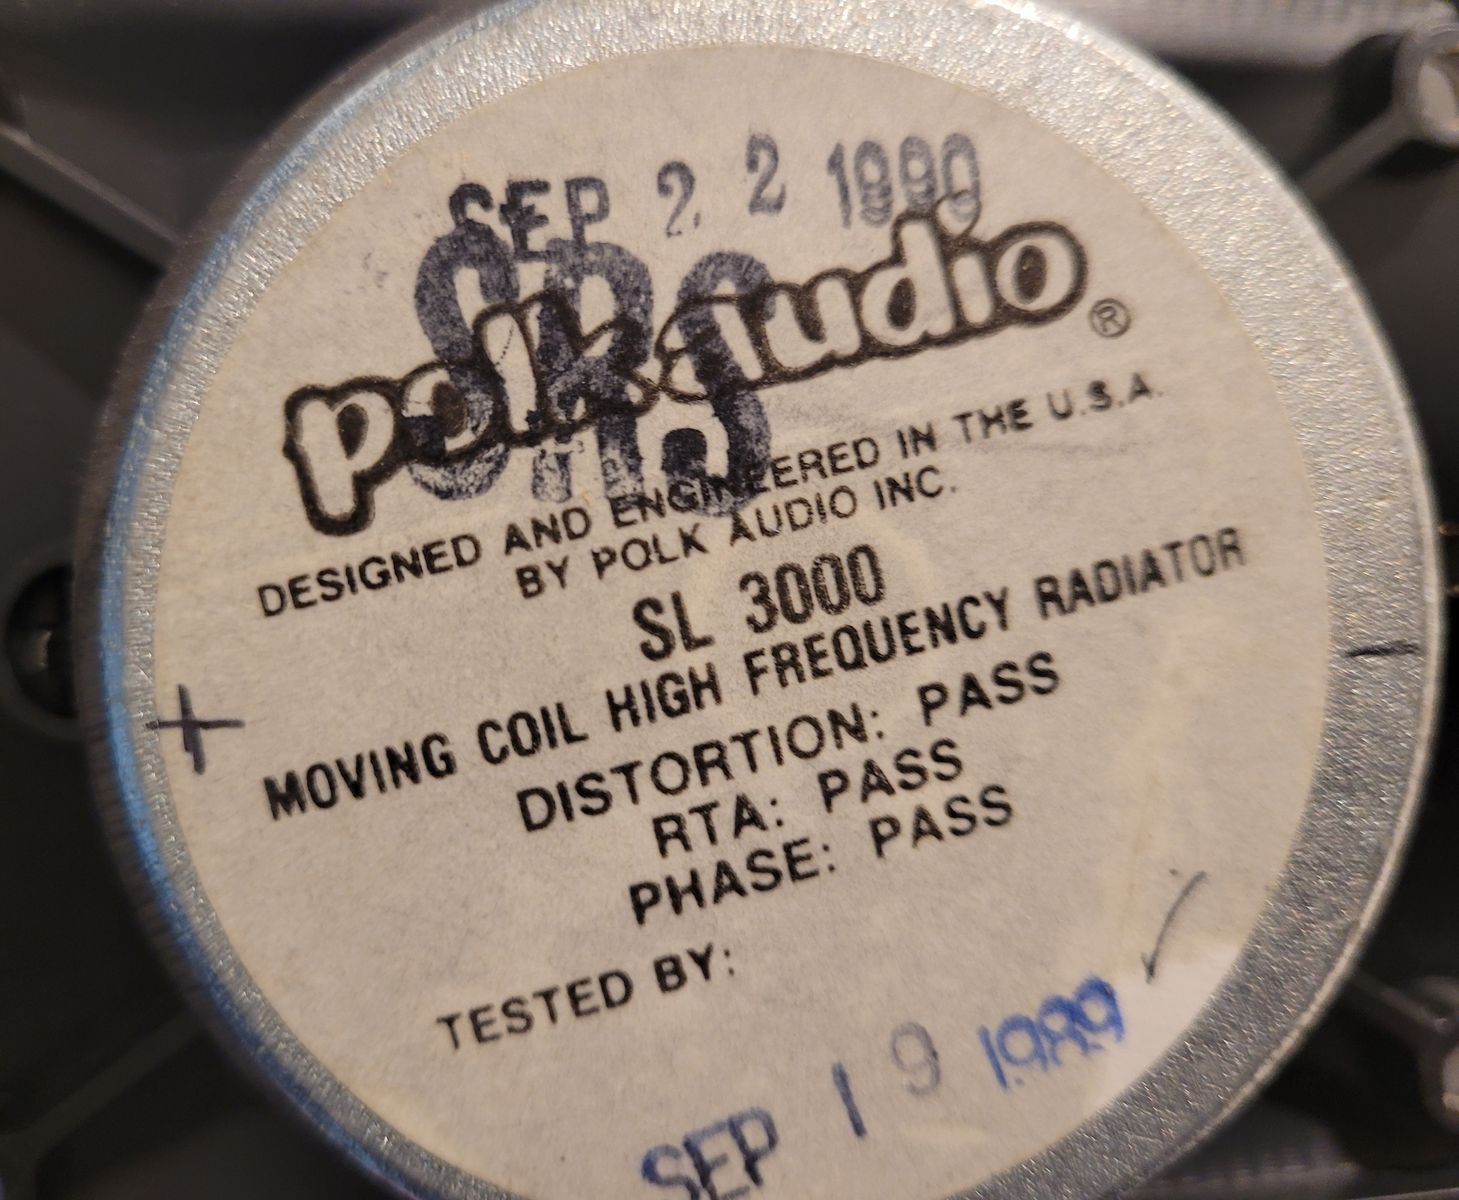 SEP 22 1989
SRS
polk audio ®
DESIGNED AND ENGINEERED IN THE U.S.A.
BY POLK AUDIO INC.
SL 3000
MOVING COIL HIGH FREQUENCY RADIATOR
DISTORTION: PASS
RTA: PASS
PHASE: PASS
TESTED BY:
SEP 19 1989
+
-